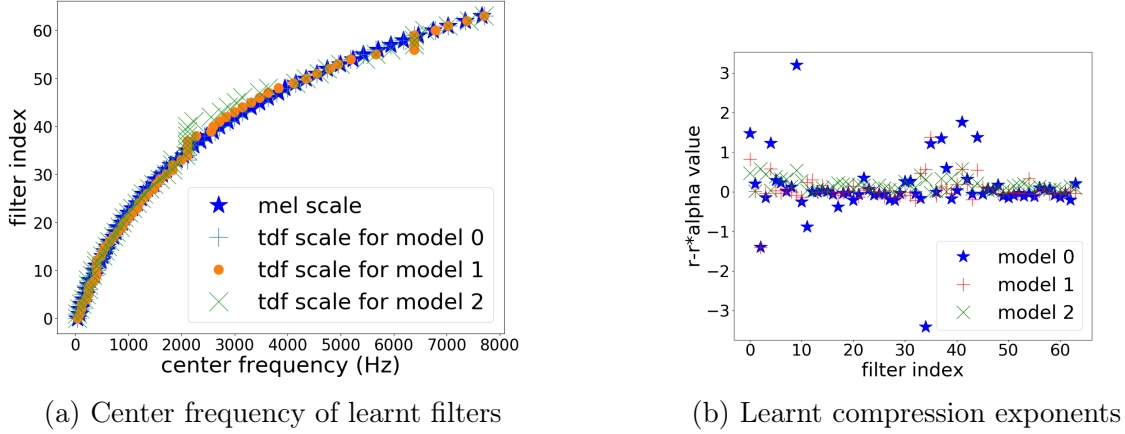 filter index
60
50
40
30
20
10
0
mel scale
tdf scale for model 0
tdf scale for model 1
tdf scale for model 2
0 1000 2000 3000 4000 5000 6000 7000 8000
center frequency (Hz)
(a) Center frequency of learnt filters
r-r*alpha value
3
2
1
0
−1
−2
−3
model 0
model 1
model 2
0 10 20 30 40 50 60
filter index
(b) Learnt compression exponents